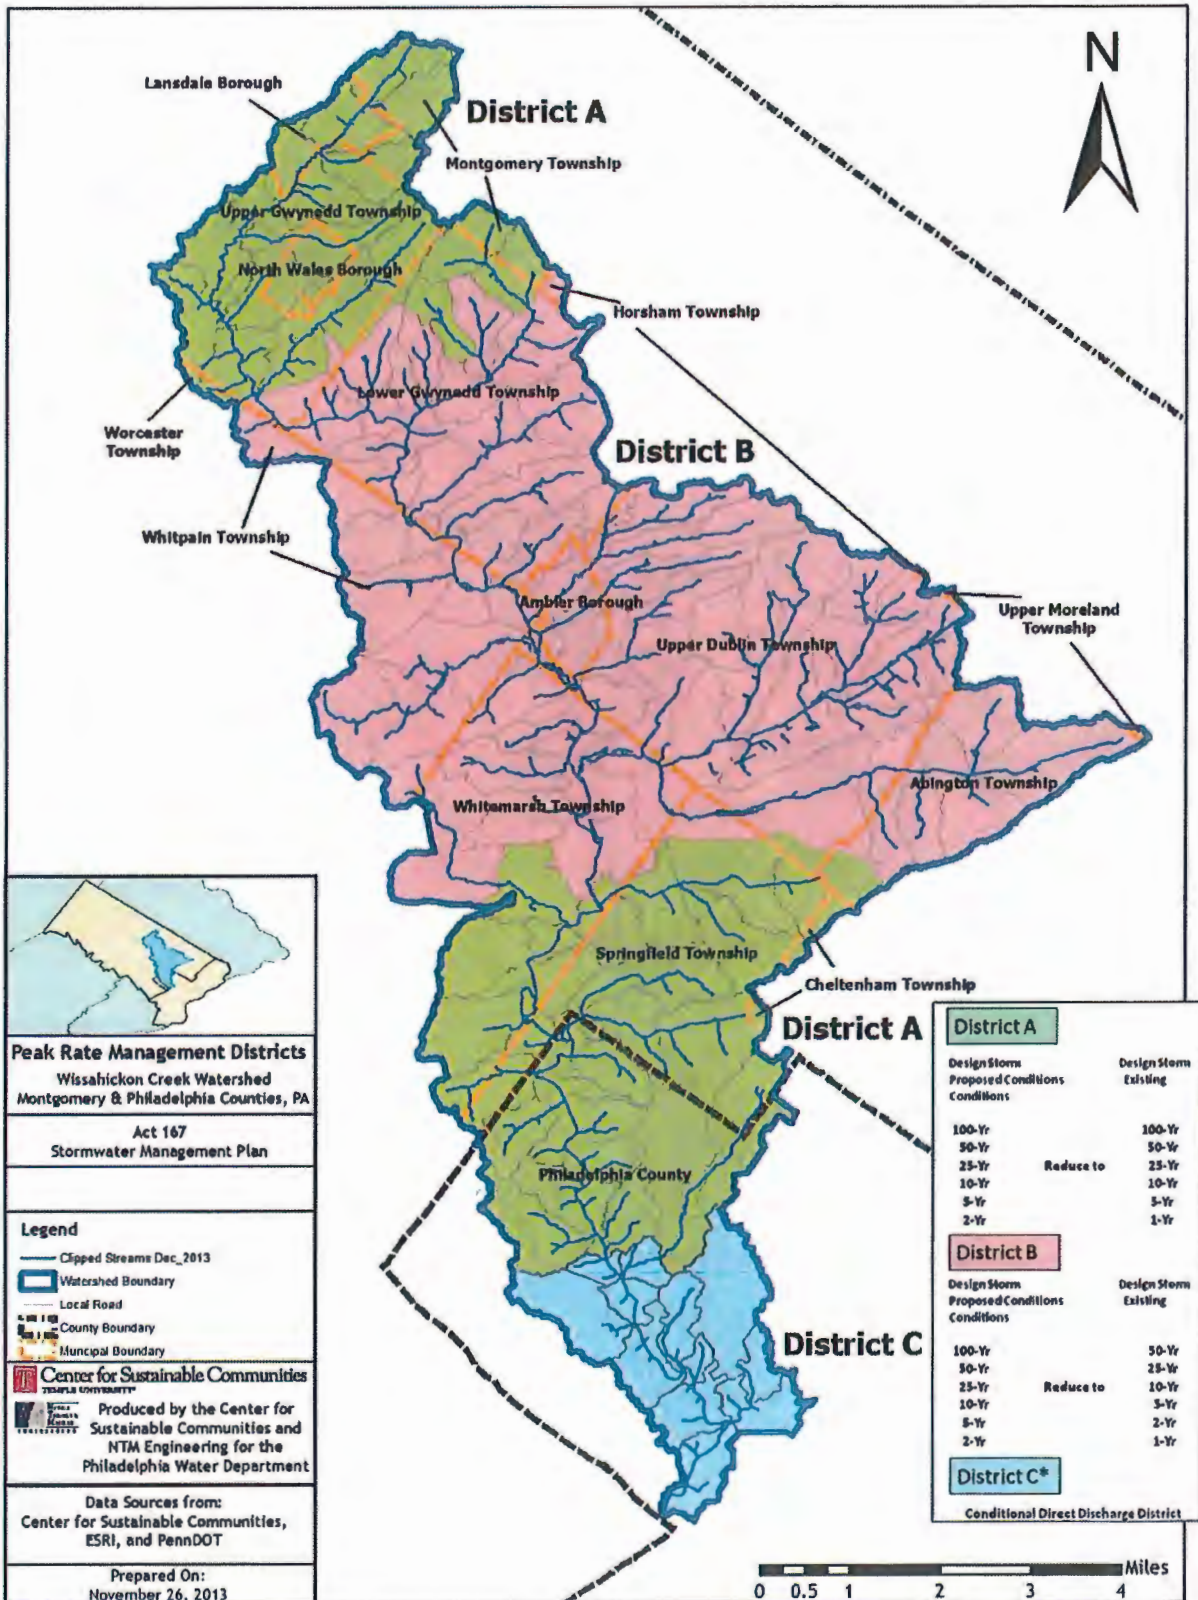 N
Lansdale Borough
District A
Montgomery Township
Upper Gwynedd Township
North Wales Borough
Horsham Township
Lower Gwynedd Township
Worcester
Township
District B
Whitpain Township
Ambler Borough
Upper Moreland
Township
Upper Dublin Township
Abington Township
Whitemarsh Township
Springfield Township
Cheltenham Township
District A
Philadelphia County
District C
Peak Rate Management Districts
Wissahickon Creek Watershed
Montgomery & Philadelphia Counties, PA
Act 167
Stormwater Management Plan
Legend
Clipped Streams Dec_2013
Watershed Boundary
Local Road
County Boundary
Muncipal Boundary
Center for Sustainable Communities
TEMPLE UNIVERSITY
Produced by the Center for
Sustainable Communities and
NTM Engineering for the
Philadelphia Water Department
Data Sources from:
Center for Sustainable Communities,
ESRI, and PennDOT
Prepared On:
November 26, 2013
District A
Design Storm Design Storm
Proposed Conditions Existing
Conditions
100-Yr 100-Yr
50-Yr 50-Yr
25-Yr Reduce to 25-Yr
10-Yr 10-Yr
5-Yr 5-Yr
2-Yr 1-Yr
District B
Design Storm Design Storm
Proposed Conditions Existing
Conditions
100-Yr 50-Yr
50-Yr 25-Yr
25-Yr Reduce to 10-Yr
10-Yr 5-Yr
5-Yr 2-Yr
2-Yr 1-Yr
District C*
Conditional Direct Discharge District
Miles
0 0.5 1 2 3 4